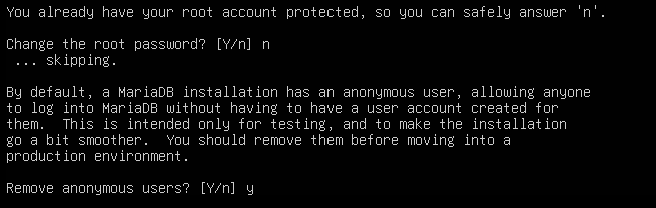 You already have your root account protected, so you can safely answer 'n'.
Change the root password? [Y/n] n
 ... skipping.
By default, a MariaDB installation has an anonymous user, allowing anyone
to log into MariaDB without having to have a user account created for
them.  This is intended only for testing, and to make the installation
go a bit smoother.  You should remove them before moving into a
production environment.
Remove anonymous users? [Y/n] y